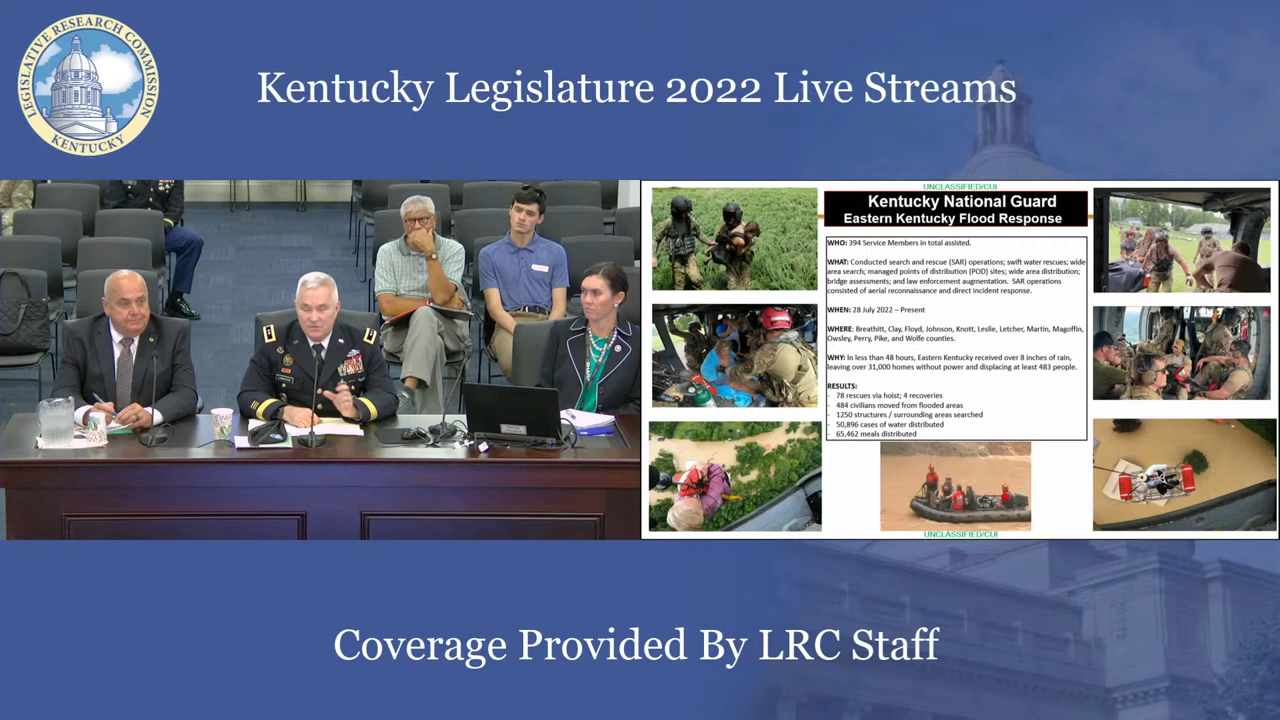 LEGISLATIVE RESEARCH COMMISSION
KENTUCKY
Kentucky Legislature 2022 Live Streams
UNCLASSIFIED/CUI
Kentucky National Guard
Eastern Kentucky Flood Response
WHO: 394 Service Members in total assisted.
WHAT: Conducted search and rescue (SAR) operations; swift water rescues; wide
area search; managed points of distribution (POD) sites; wide area distribution;
bridge assessments; and law enforcement augmentation. SAR operations
consisted of aerial reconnaissance and direct incident response.
WHEN: 28 July 2022 – Present
WHERE: Breathitt, Clay, Floyd, Johnson, Knott, Leslie, Letcher, Martin, Magoffin,
Owsley, Perry, Pike, and Wolfe counties.
WHY: In less than 48 hours, Eastern Kentucky received over 8 inches of rain,
leaving over 31,000 homes without power and displacing at least 483 people.
RESULTS:
- 78 rescues via hoist; 4 recoveries
- 484 civilians moved from flooded areas
- 1250 structures / surrounding areas searched
- 50,896 cases of water distributed
- 65,462 meals distributed
UNCLASSIFIED/CUI
Coverage Provided By LRC Staff